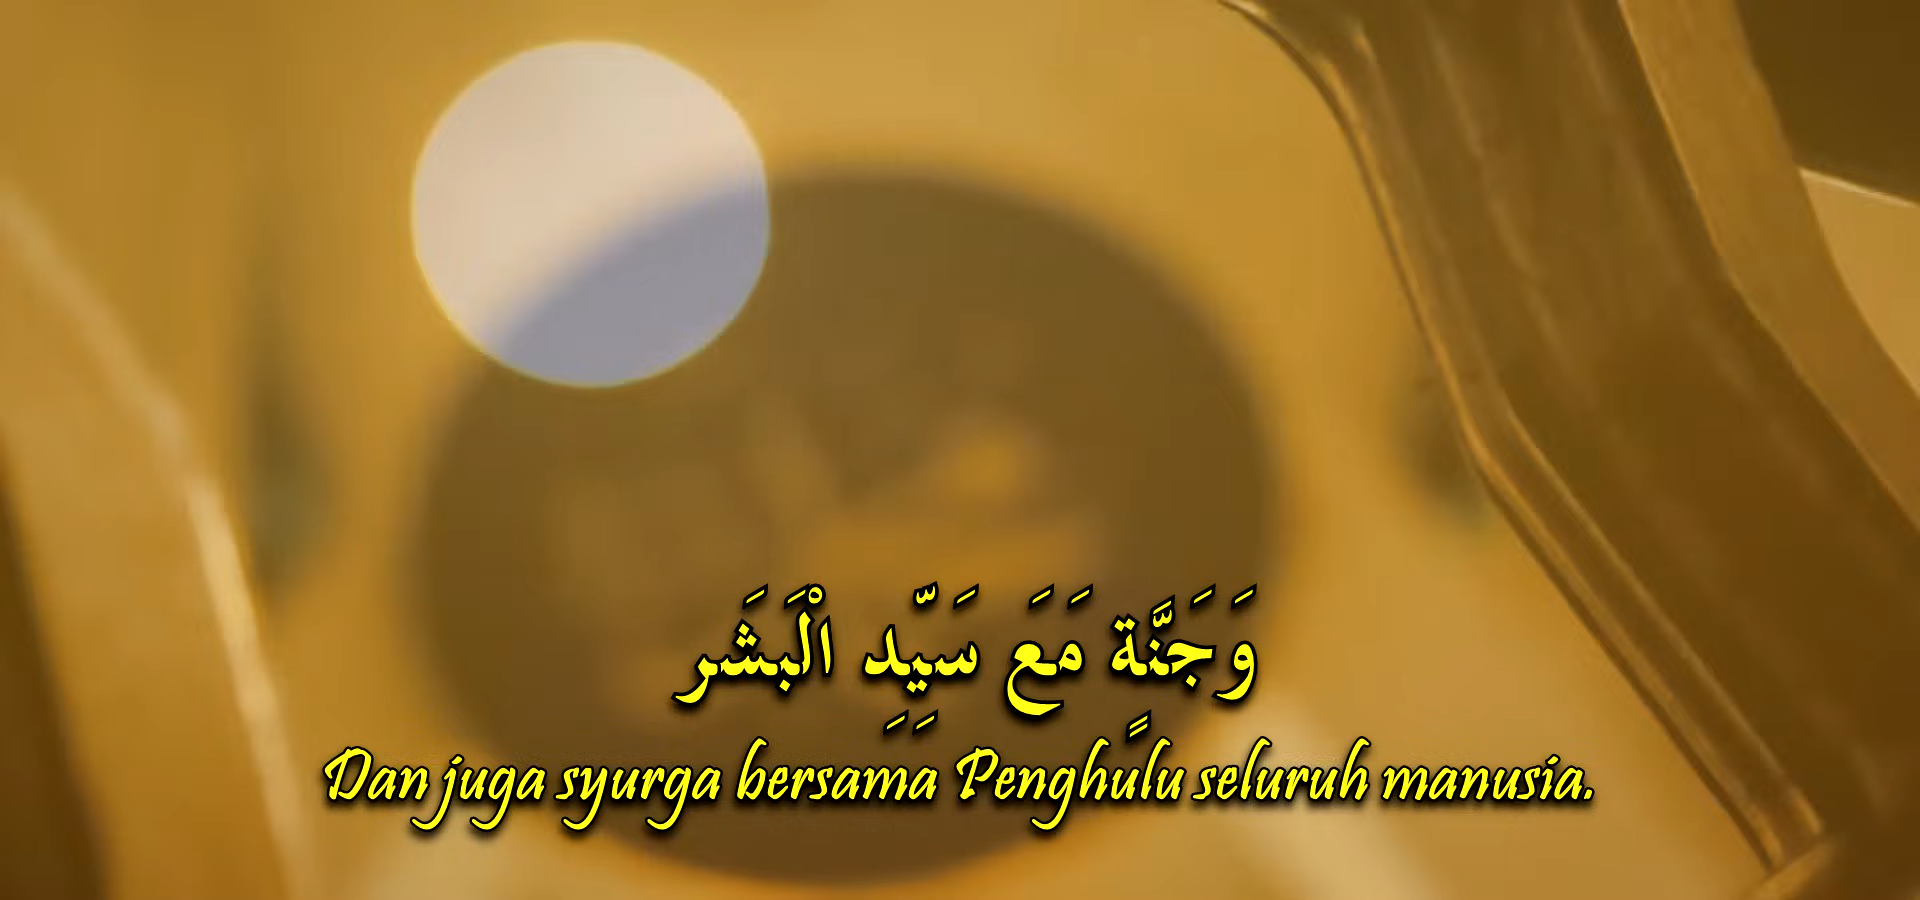 وَجَنَّةٍ مَعَ سَيِّدِ الْبَشَر
Dan juga syurga bersama Penghulu seluruh manusia.